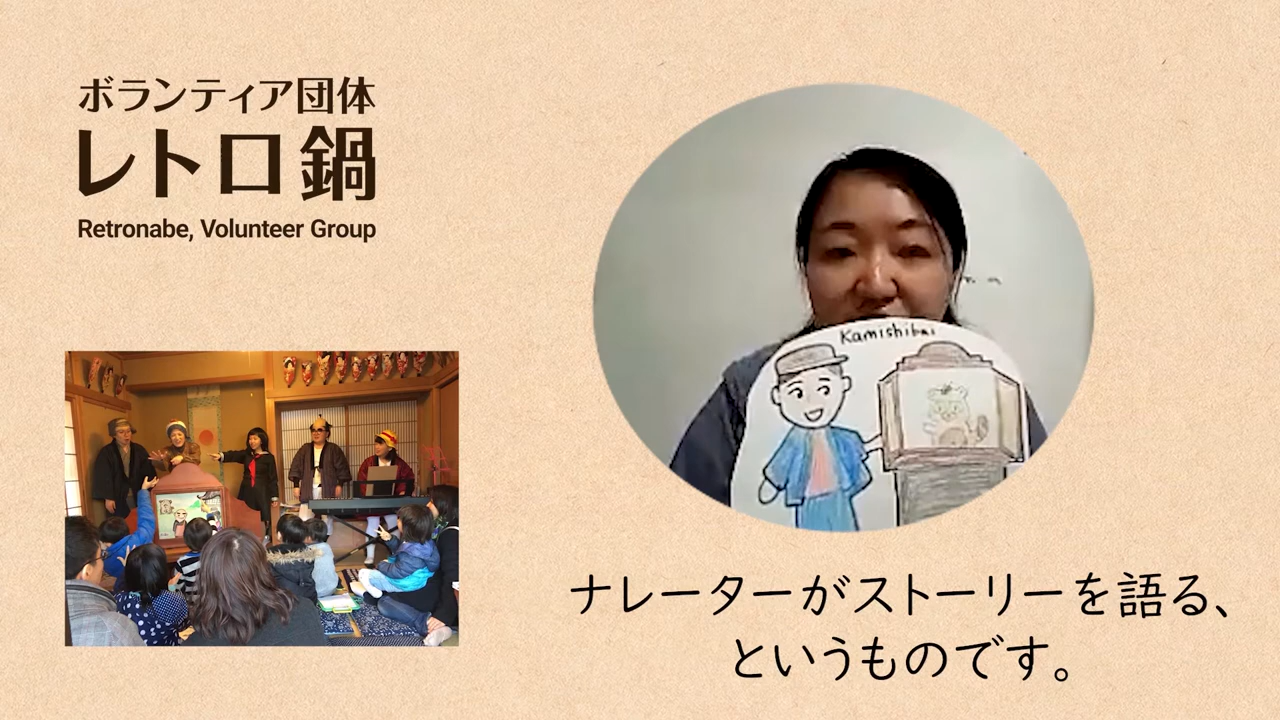 ボランティア団体
レトロ鍋
Retronabe, Volunteer Group
Kamishibai
ナレーターがストーリーを語る、
というものです。